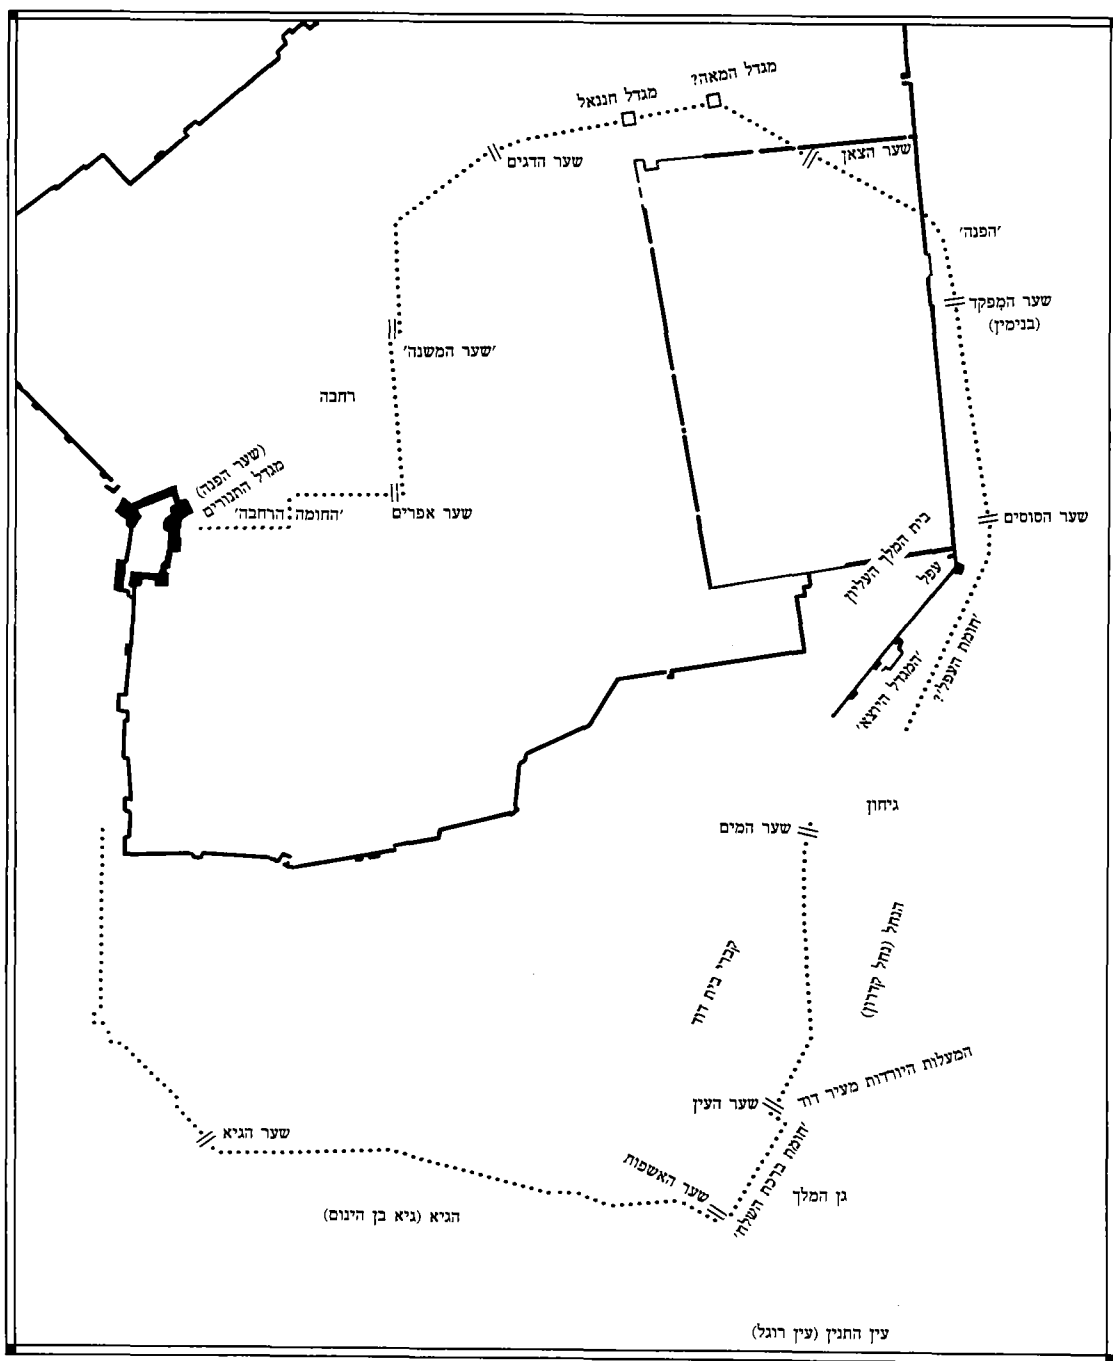 מגדל המאה?
מגדל חננאל
שער הצאן
שער הדגים
'הפנה'
שער המפקד
(בנימין)
'שער המשנה'
רחבה
(שער הפנה)
מגדל התנורים
'החומה הרחבה'
שער אפרים
שער הסוסים
בית המלך העליון
עפל
'חומת העפל'?
'המגדל היוצא'
גיחון
שער המים
הנחל (נחל קדרון)
קברי בית דוד
המעלות היורדות מעיר דוד
שער העין
'חומת ברכת השלח'
שער הגיא
שער האשפות
גן המלך
הגיא (גיא בן הינום)
עין התנין (עין רוגל)